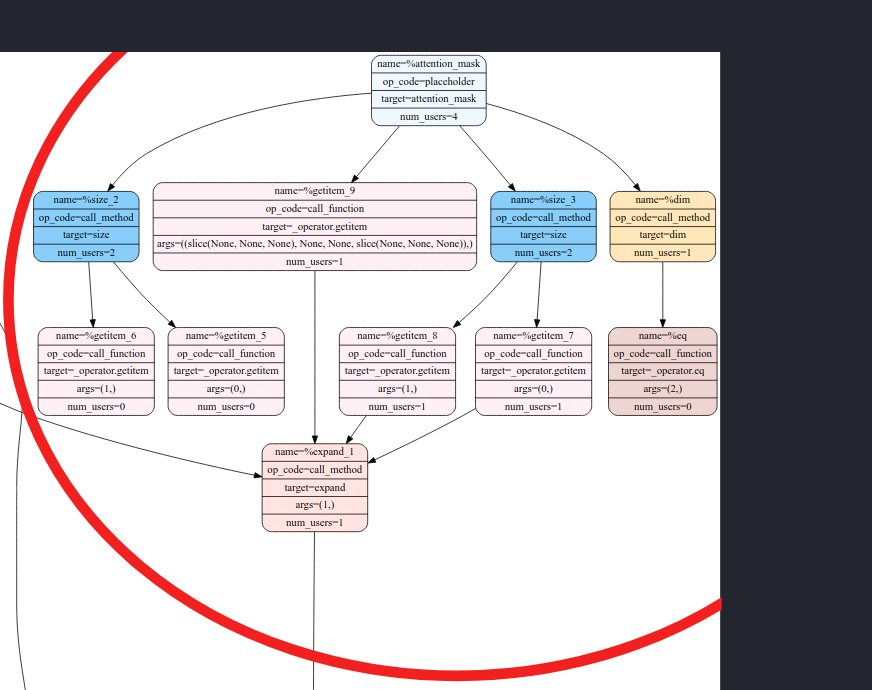 name=%attention_mask
op_code=placeholder
target=attention_mask
num_users=4
name=%size_2
op_code=call_method
target=size
num_users=2
name=%getitem_9
op_code=call_function
target=_operator.getitem
args=((slice(None, None, None), None, None, slice(None, None, None)),)
num_users=1
name=%size_3
op_code=call_method
target=size
num_users=2
name=%dim
op_code=call_method
target=dim
num_users=1
name=%getitem_6
op_code=call_function
target=_operator.getitem
args=(1,)
num_users=0
name=%getitem_5
op_code=call_function
target=_operator.getitem
args=(0,)
num_users=0
name=%getitem_8
op_code=call_function
target=_operator.getitem
args=(1,)
num_users=1
name=%getitem_7
op_code=call_function
target=_operator.getitem
args=(0,)
num_users=1
name=%eq
op_code=call_function
target=_operator.eq
args=(2,)
num_users=0
name=%expand_1
op_code=call_method
target=expand
args=(1,)
num_users=1